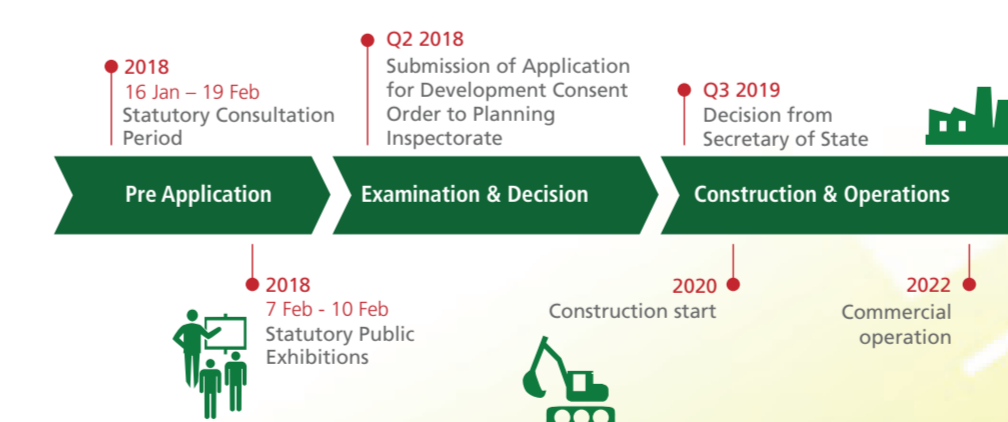 2018
16 Jan – 19 Feb
Statutory Consultation
Period
Q2 2018
Submission of Application
for Development Consent
Order to Planning
Inspectorate
Q3 2019
Decision from
Secretary of State
Pre Application
Examination & Decision
Construction & Operations
2018
7 Feb - 10 Feb
Statutory Public
Exhibitions
2020
Construction start
2022
Commercial
operation